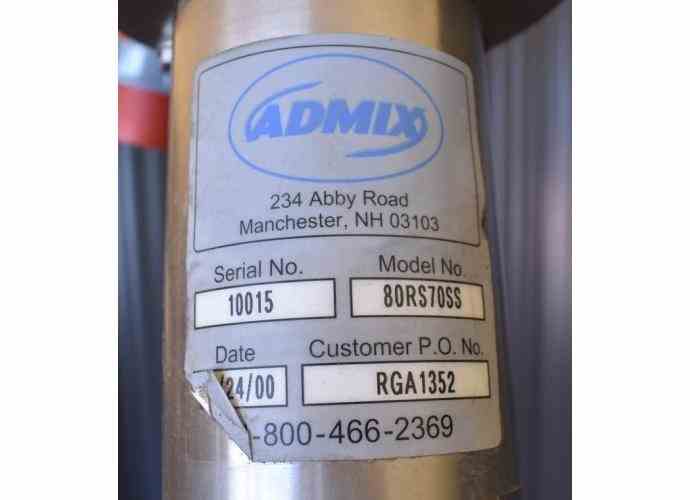 ADMIX
234 Abby Road
Manchester, NH 03103
Serial No. Model No.
10015 80RS70SS
Date Customer P.O. No.
/24/00 RGA1352
-800-466-2369